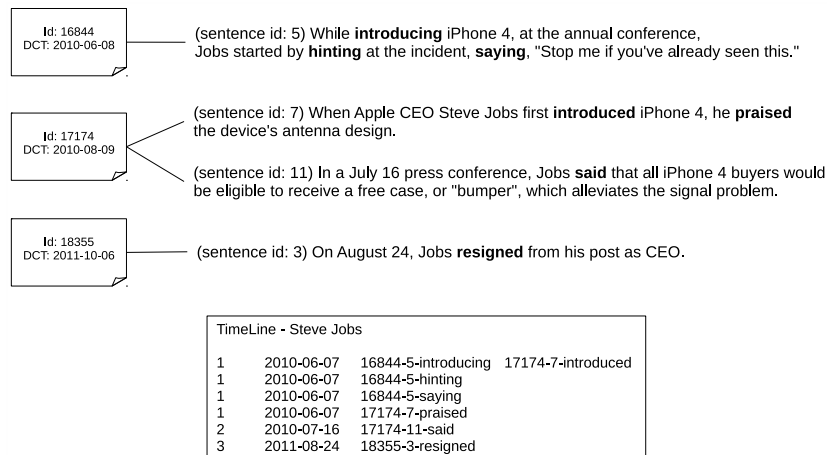 Id: 16844
DCT: 2010-06-08
(sentence id: 5) While introducing iPhone 4, at the annual conference,
Jobs started by hinting at the incident, saying, "Stop me if you've already seen this."
Id: 17174
DCT: 2010-08-09
(sentence id: 7) When Apple CEO Steve Jobs first introduced iPhone 4, he praised
the device's antenna design.
(sentence id: 11) In a July 16 press conference, Jobs said that all iPhone 4 buyers would
be eligible to receive a free case, or "bumper", which alleviates the signal problem.
Id: 18355
DCT: 2011-10-06
(sentence id: 3) On August 24, Jobs resigned from his post as CEO.
TimeLine - Steve Jobs
1 2010-06-07 16844-5-introducing 17174-7-introduced
1 2010-06-07 16844-5-hinting
1 2010-06-07 16844-5-saying
1 2010-06-07 17174-7-praised
2 2010-07-16 17174-11-said
3 2011-08-24 18355-3-resigned